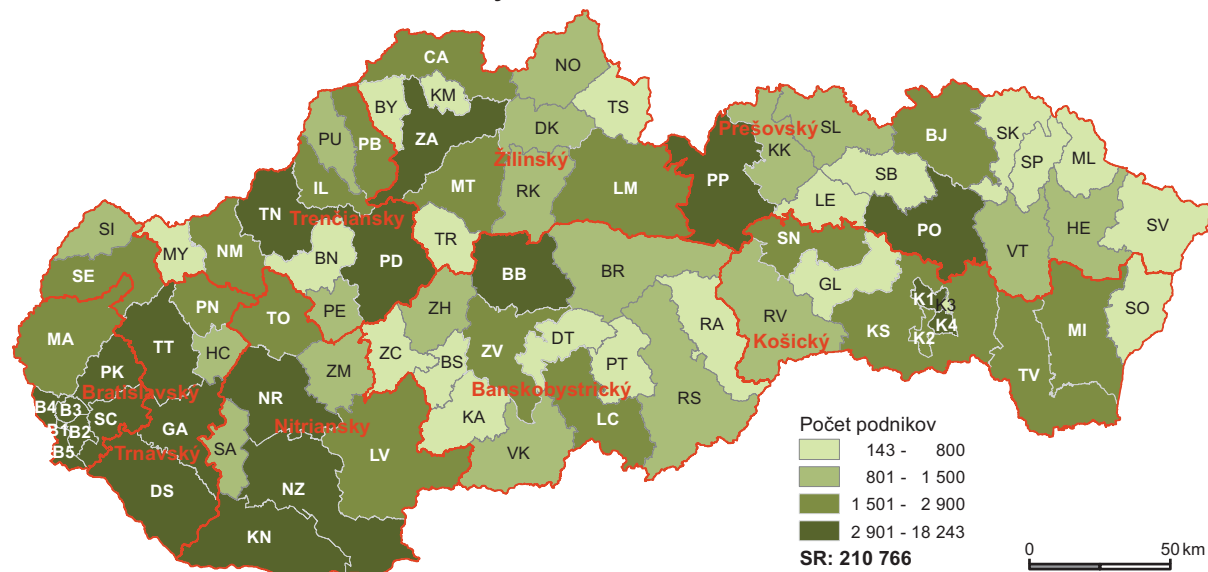 CA
NO
BY
KM
TS
PU
PB
ZA
DK
Žilinský
Prešovský
SL
KK
BJ
SK
SP
ML
IL
MT
RK
LM
PP
SB
LE
TN
Trenčiansky
PO
SV
SI
MY
NM
BN
PD
TR
BB
BR
SN
GL
VT
HE
SE
PN
TO
PE
ZH
RA
RV
Košický
KS
K1
K3
K4
K2
MI
SO
MA
TT
HC
ZC
BS
ZV
DT
PT
TV
PK
Bratislavský
NR
ZM
Nitriansky
KA
Banskobystrický
LC
RS
B4
B3
B1
B2
B5
SC
GA
Trnavský
SA
LV
VK
DS
NZ
KN
Počet podnikov
143 - 800
801 - 1 500
1 501 - 2 900
2 901 - 18 243
SR: 210 766
0 50 km